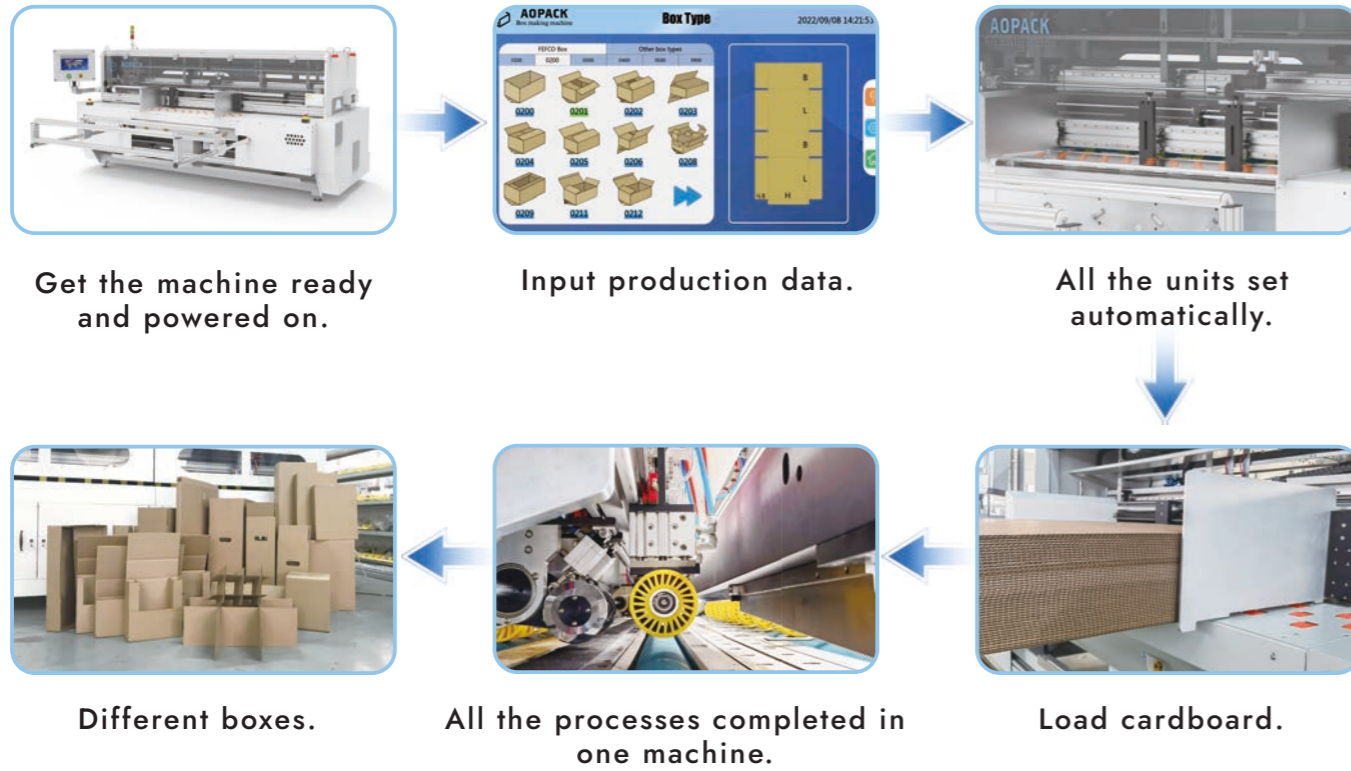 AOPACK
Box making machine
Box Type
2022/09/08 14:21:53
FEFCO Box
Other box types
0200
B
L
B
L
H
0200
0201
0202
0203
0204
0205
0206
0208
0209
0211
0212
AOPACK
Get the machine ready
and powered on.
Input production data.
All the units set
automatically.
Different boxes.
All the processes completed in
one machine.
Load cardboard.